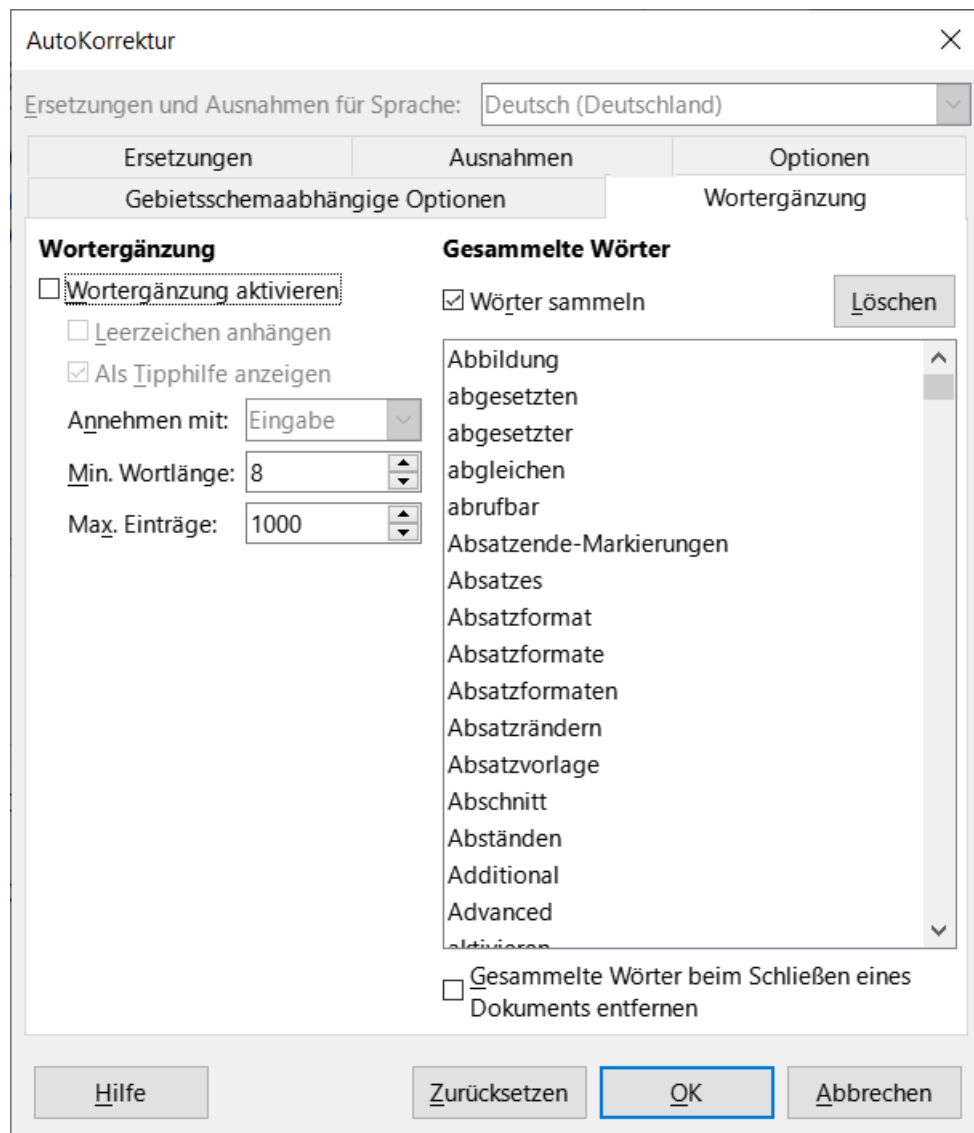 AutoKorrektur
Ersetzungen und Ausnahmen für Sprache: Deutsch (Deutschland)
Ersetzungen Ausnahmen Optionen
Gebietsschemaabhängige Optionen Wortergänzung
Wortergänzung
Wortergänzung aktivieren
Leerzeichen anhängen
Als Tipphilfe anzeigen
Annehmen mit: Eingabe
Min. Wortlänge: 8
Max. Einträge: 1000
Gesammelte Wörter
Wörter sammeln Löschen
Abbildung
abgesetzten
abgesetzter
abgleichen
abrufbar
Absatzende-Markierungen
Absatzes
Absatzformat
Absatzformate
Absatzformaten
Absatzrändern
Absatzvorlage
Abschnitt
Abständen
Additional
Advanced
aktivieren
Gesammelte Wörter beim Schließen eines
Dokuments entfernen
Hilfe Zurücksetzen OK Abbrechen